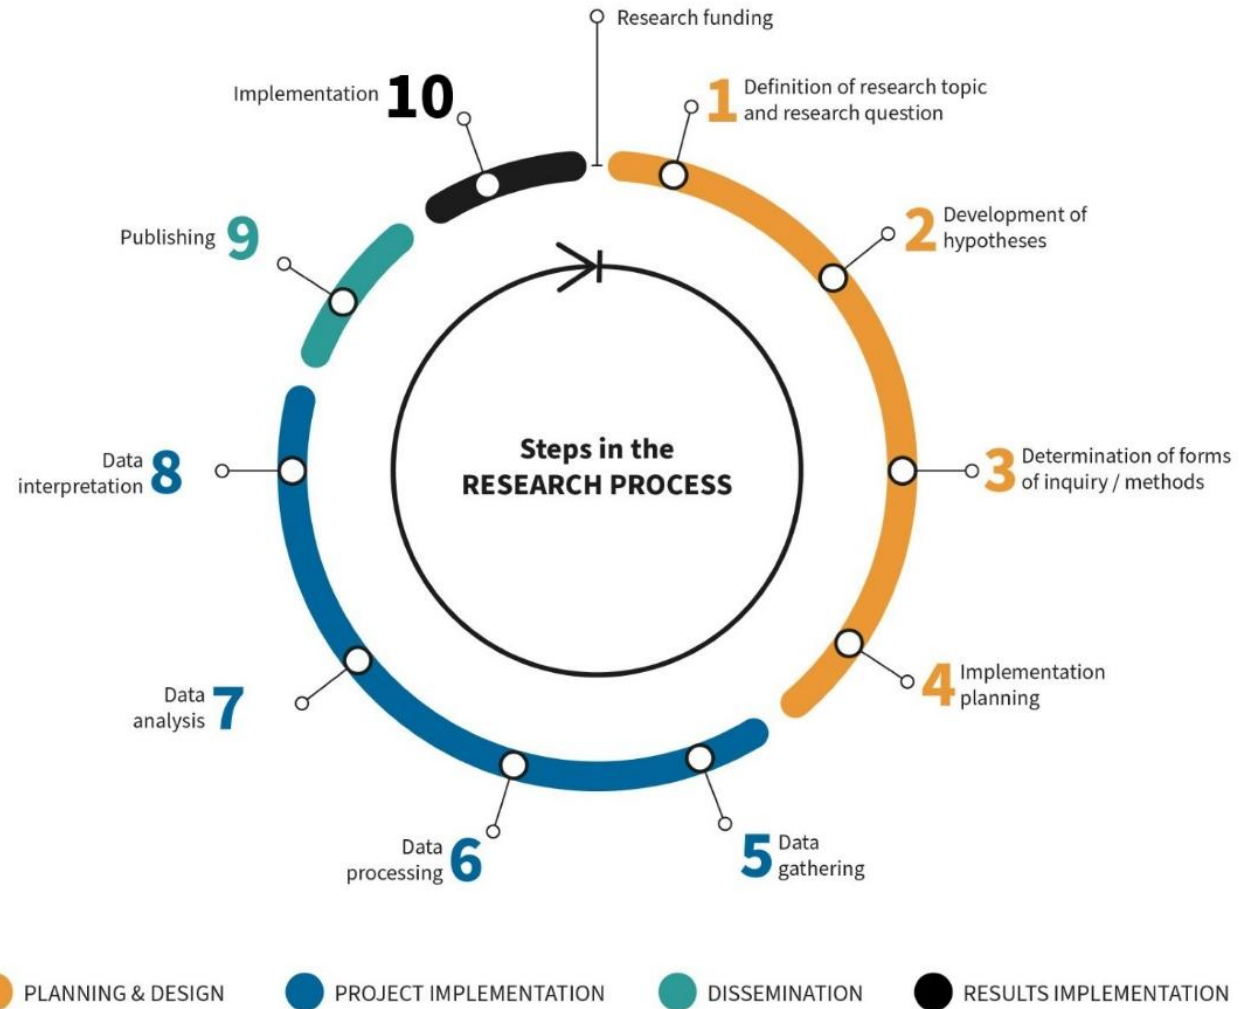 Research funding
1 Definition of research topic
and research question
2 Development of
hypotheses
3 Determination of forms
of inquiry / methods
4 Implementation
planning
5 Data
gathering
Data
processing 6
Data
analysis 7
Data
interpretation 8
Publishing 9
Implementation 10
Steps in the
RESEARCH PROCESS
PLANNING & DESIGN
PROJECT IMPLEMENTATION
DISSEMINATION
RESULTS IMPLEMENTATION